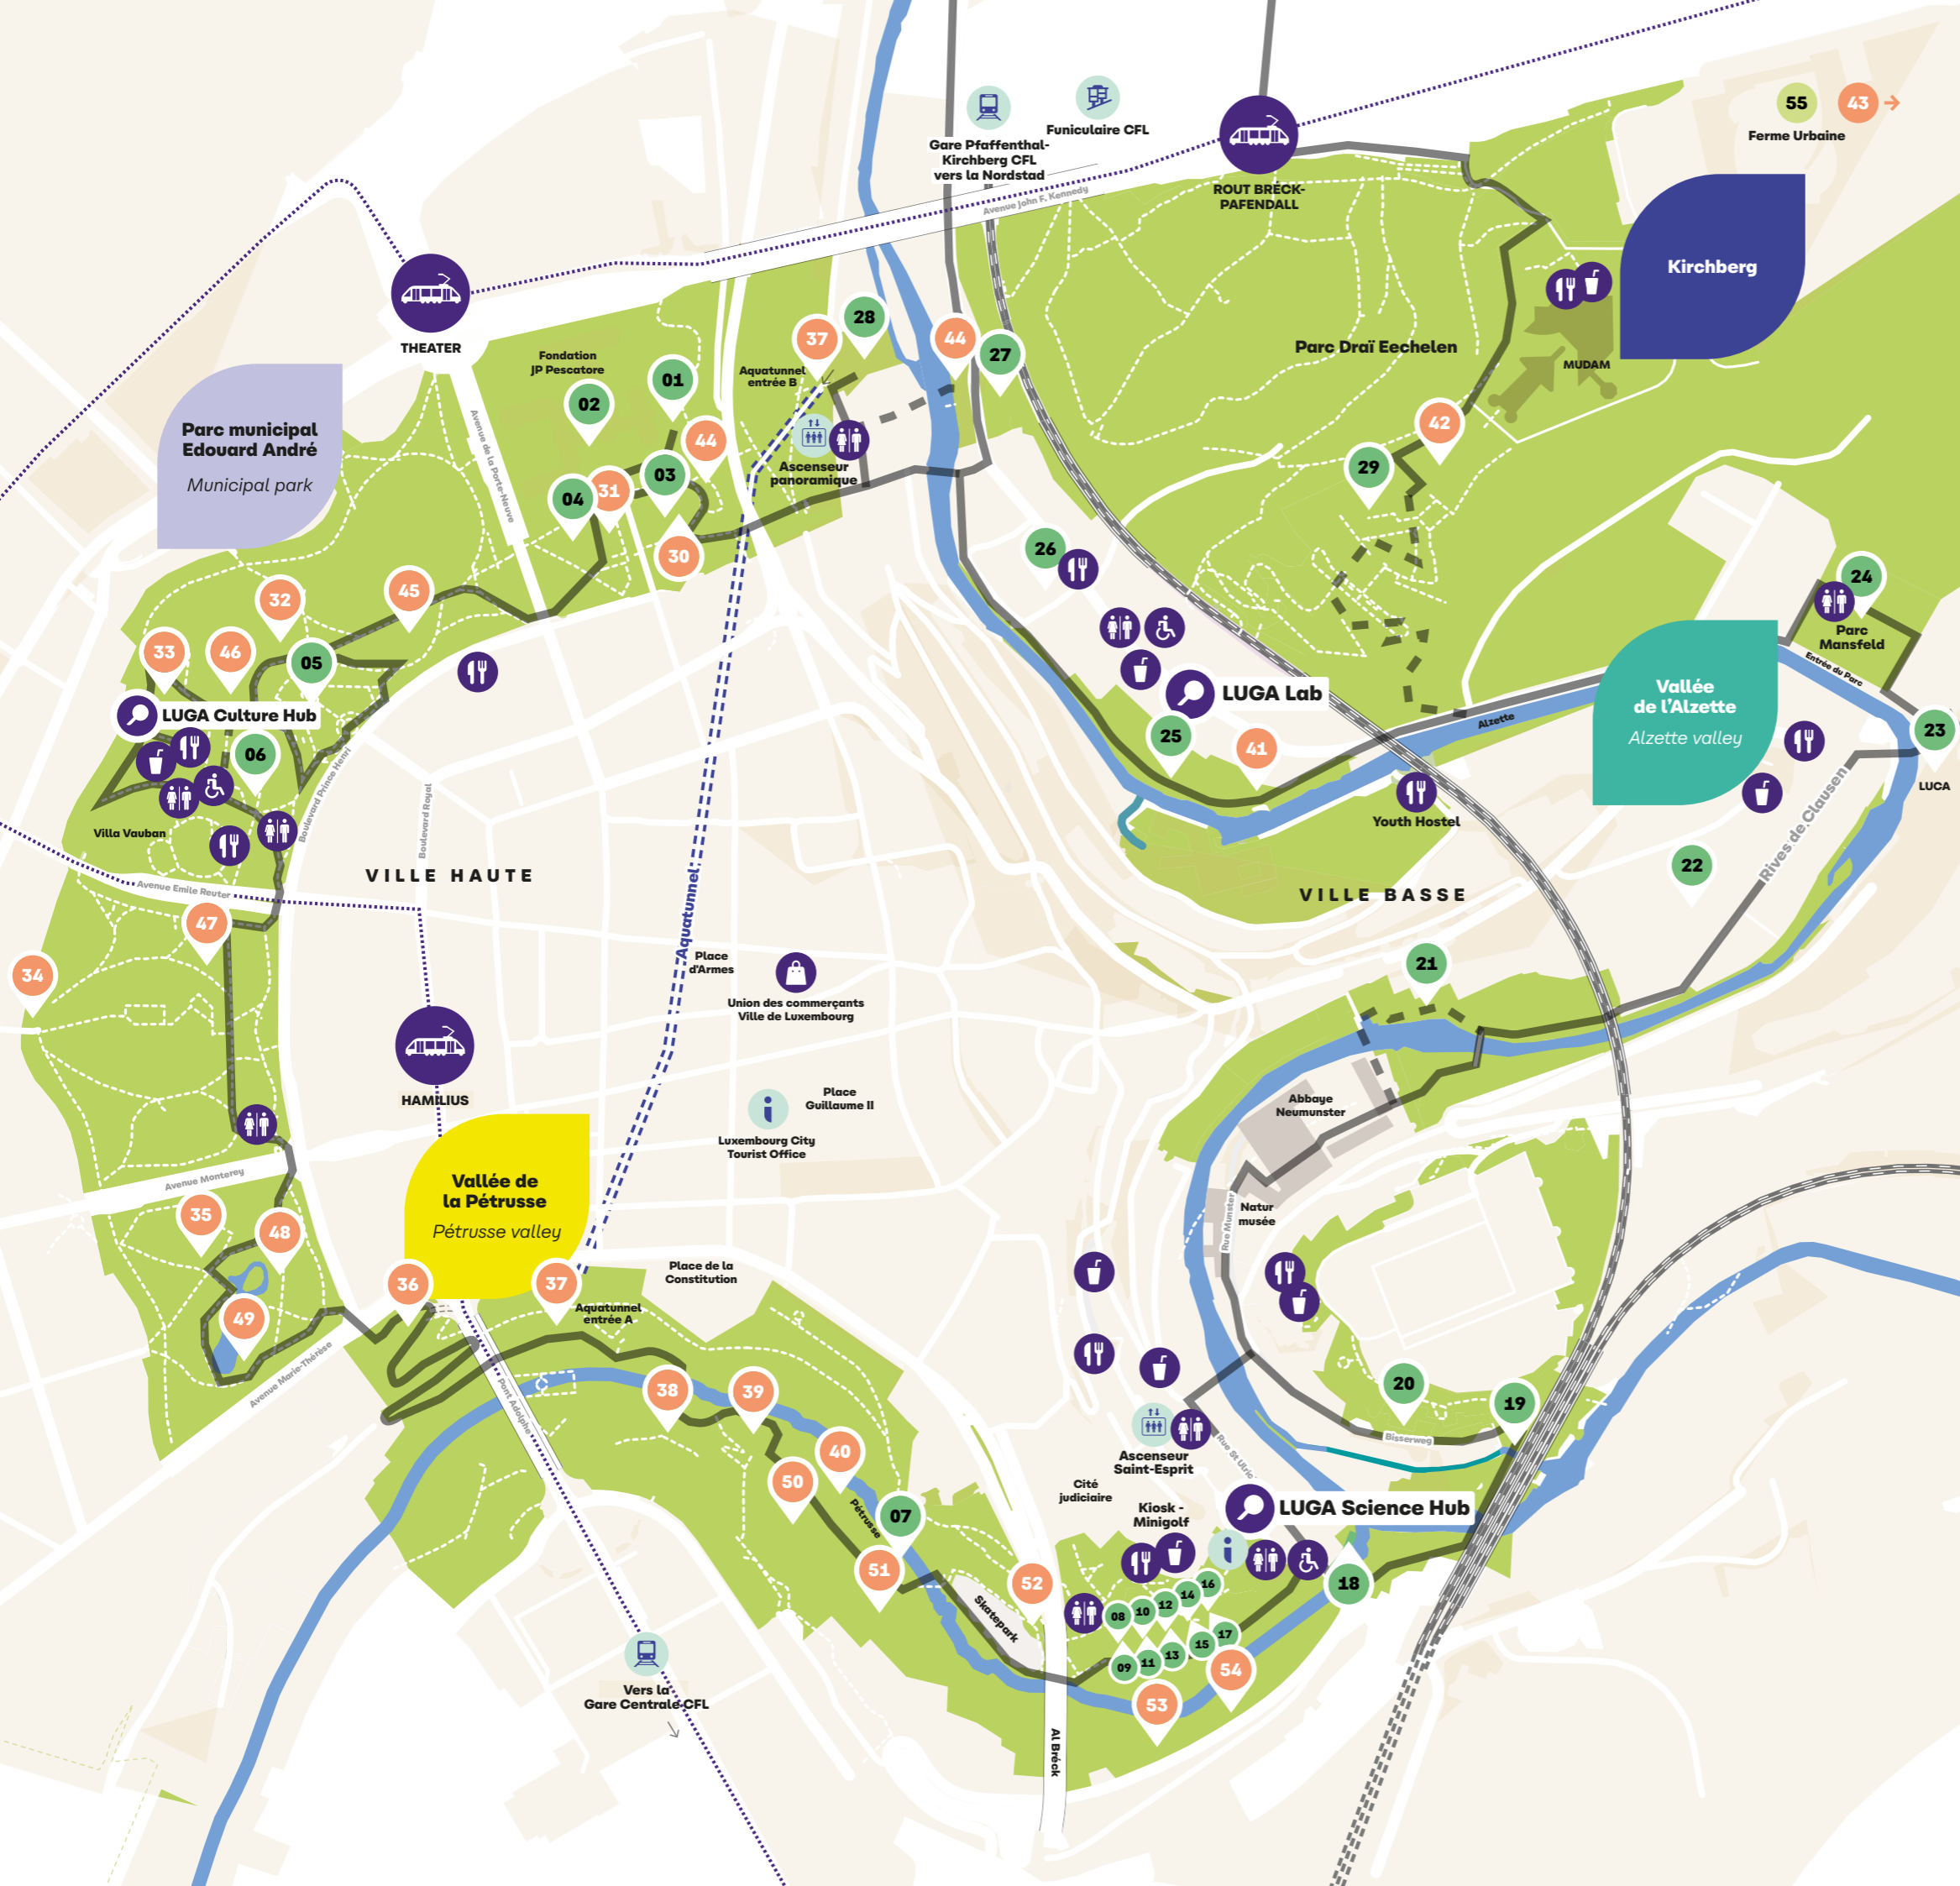 55
43
Ferme Urbaine
Funiculaire CFL
Gare Pfaffenthal-
Kirchberg CFL
vers la Nordstad
Avenue John F. Kennedy
ROUT BRÉCK-
PAFENDALL
Kirchberg
MUDAM
Parc Draï Eechelen
42
29
THEATER
Parc municipal
Edouard André
Municipal park
Avenue de la Porte-Neuve
Fondation
JP Pescatore
01
02
03
04
31
44
30
37
28
Aquatunnel
entrée B
Ascenseur
panoramique
44
27
26
LUGA Lab
25
41
Alzette
Youth Hostel
Vallée
de l'Alzette
Alzette valley
24
Parc
Mansfeld
Entrée du Parc
23
LUCA
Rives de Clausen
22
VILLE BASSE
21
45
32
33
46
05
LUGA Culture Hub
06
Villa Vauban
Boulevard Prince Henri
Boulevard Royal
VILLE HAUTE
Avenue Emile Reuter
47
34
HAMILIUS
Aquatunnel
Place
d'Armes
Union des commerçants
Ville de Luxembourg
Place
Guillaume II
Luxembourg City
Tourist Office
Abbaye
Neumunster
Natur
musée
Rue Munster
Avenue Monterey
35
48
49
Avenue Marie-Thérèse
Vallée de
la Pétrusse
Pétrusse valley
36
37
Aquatunnel
entrée A
Place de la
Constitution
Pont Adolphe
38
39
40
50
Pétrusse
07
51
Skatepark
52
20
19
Bisserweg
Ascenseur
Saint-Esprit
Rue St Ulric
Cité
judiciaire
Kiosk -
Minigolf
LUGA Science Hub
18
08
10
12
14
16
09
11
13
15
17
54
53
Al Bréck
Vers la
Gare Centrale CFL